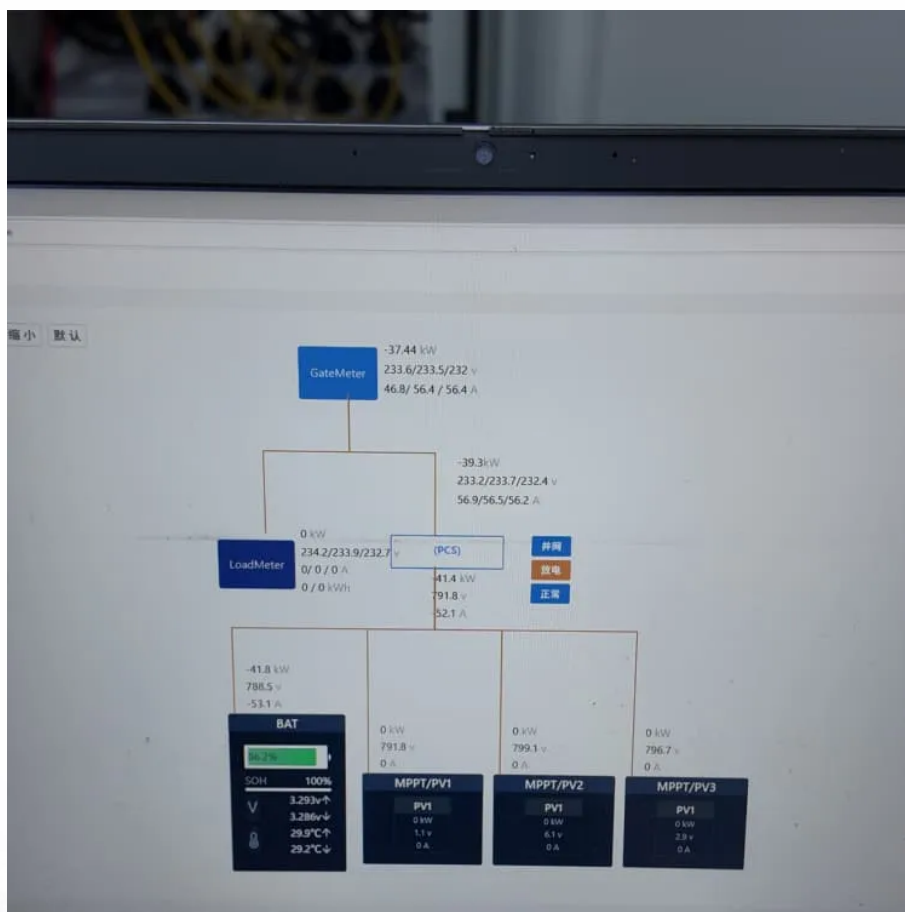 缩小 默认
GateMeter
-37.44 kW
233.6/233.5/232 v
46.8/ 56.4 / 56.4 A
-39.3kW
233.2/233.7/232.4 v
56.9/56.5/56.2 A
LoadMeter
0 kW
234.2/233.9/232.7 v
0/ 0 / 0 A
0 / 0 kWh
(PCS)
并网
放电
正常
-41.4 kW
791.8 v
-52.1 A
-41.8 kW
788.5 v
-53.1 A
BAT
86.2%
SOH 100%
V 3.293v↑
3.286v↓
29.9℃↑
29.2℃↓
0 kW
791.8 v
0 A
MPPT/PV1
PV1
0 kW
1.1 v
0 A
0 kW
799.1 v
0 A
MPPT/PV2
PV1
0 kW
6.1 v
0 A
0 kW
796.7 v
0 A
MPPT/PV3
PV1
0 kW
2.9 v
0 A